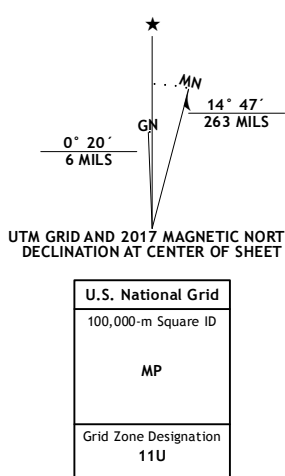 ★
MN
GN
14° 47´
263 MILS
0° 20´
6 MILS
UTM GRID AND 2017 MAGNETIC NORT
DECLINATION AT CENTER OF SHEET
U.S. National Grid
100,000-m Square ID
MP
Grid Zone Designation
11U